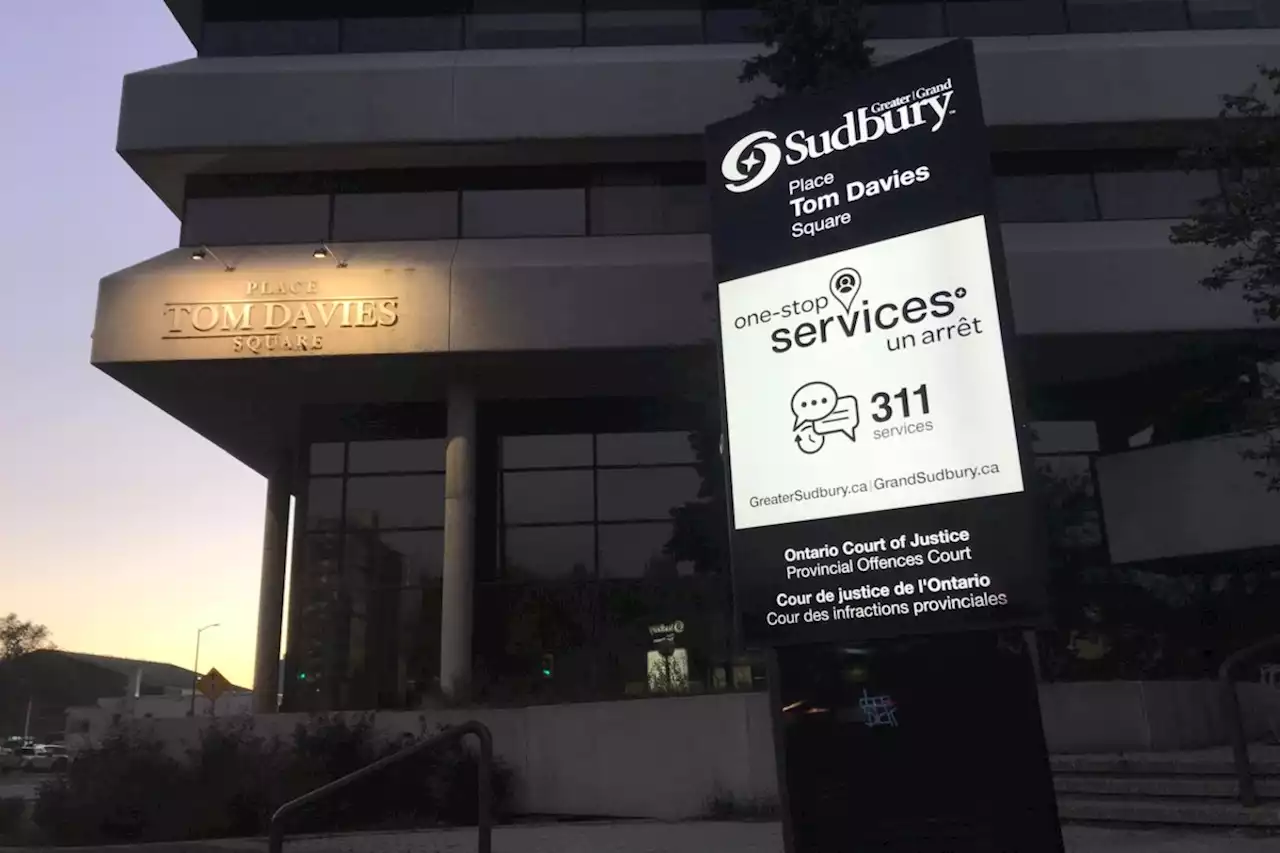 PLACE
TOM DAVIES
SQUARE
Greater | Grand
Sudbury™
Place
Tom Davies
Square
one-stop
services+
un arrêt
311
services
GreaterSudbury.ca | GrandSudbury.ca
Ontario Court of Justice
Provincial Offences Court
Cour de justice de l'Ontario
Cour des infractions provinciales